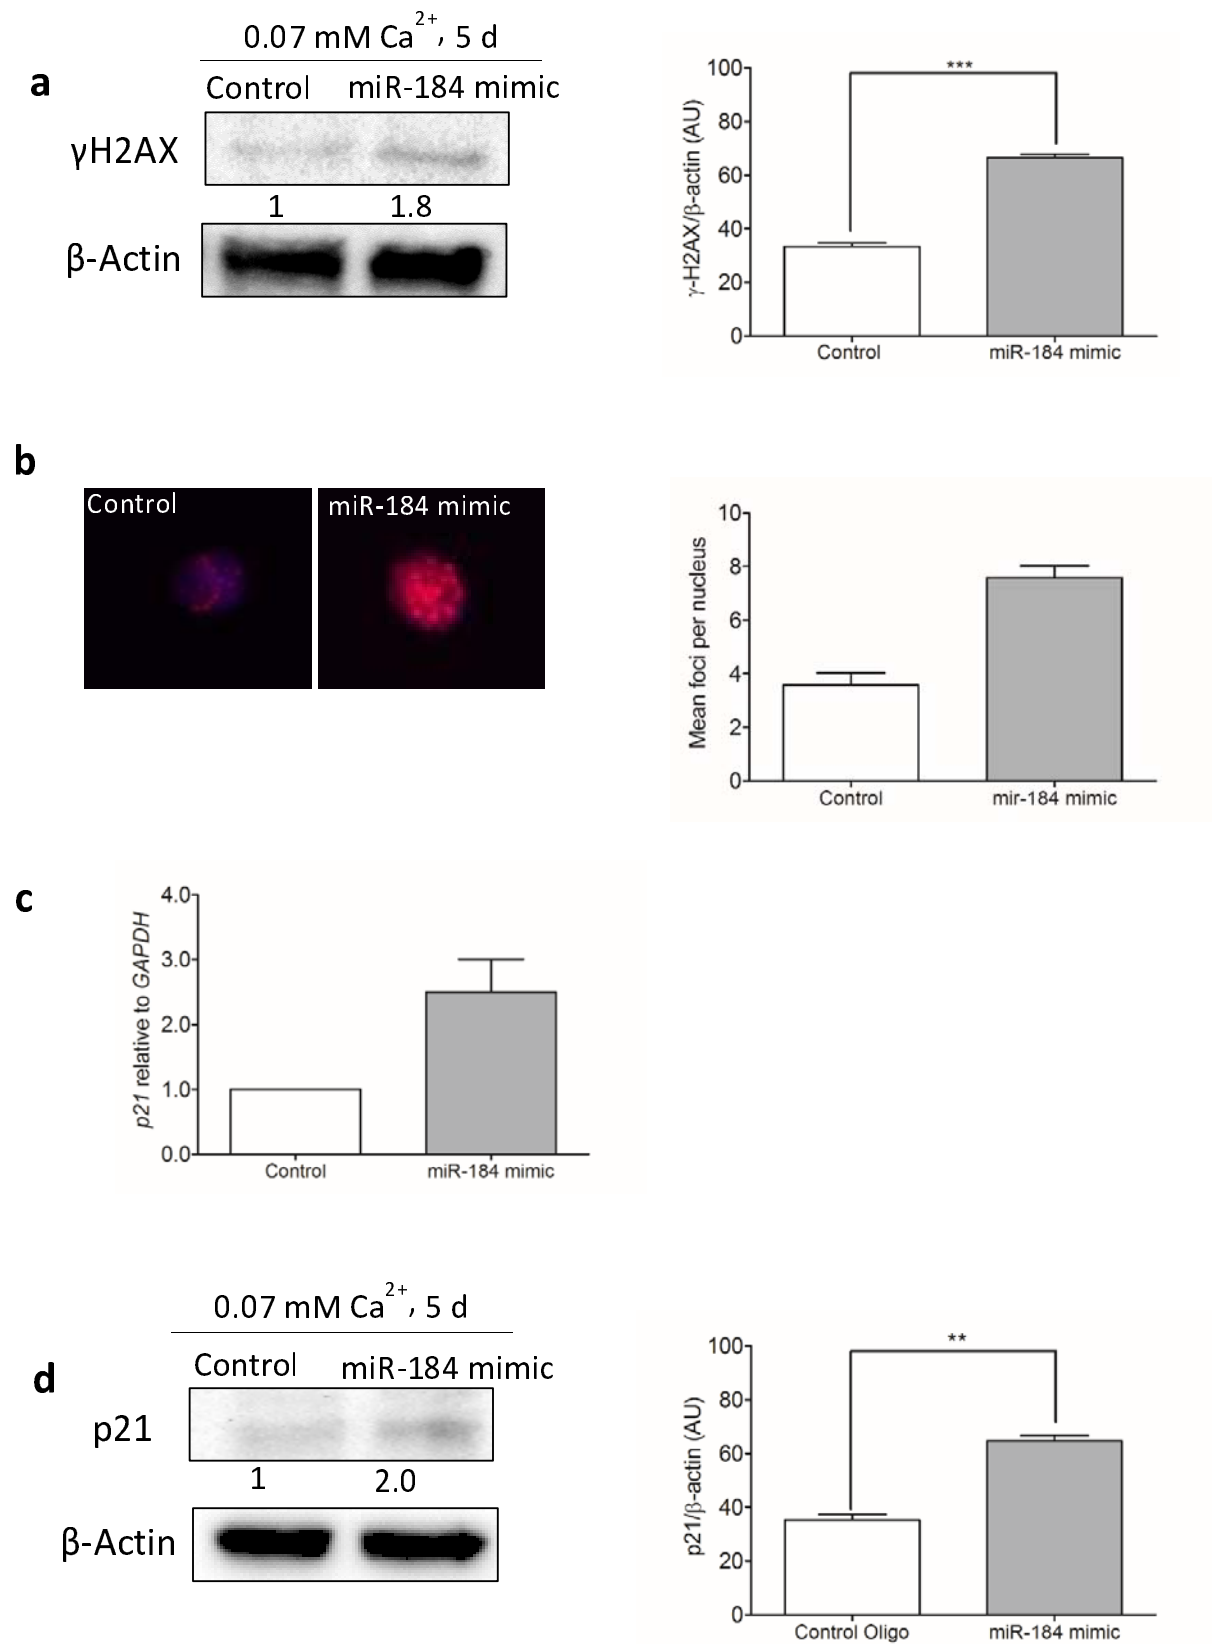 a
0.07 mM Ca2+, 5 d
Control miR-184 mimic
γH2AX
1 1.8
β-Actin
γ-H2AX/β-actin (AU)
100
80
60
40
20
0
***
Control miR-184 mimic
b
Control
miR-184 mimic
Mean foci per nucleus
10
8
6
4
2
0
Control mir-184 mimic
c
p21 relative to GAPDH
4.0
3.0
2.0
1.0
0.0
Control miR-184 mimic
d
0.07 mM Ca2+, 5 d
Control miR-184 mimic
p21
1 2.0
β-Actin
p21/β-actin (AU)
100
80
60
40
20
0
**
Control Oligo miR-184 mimic